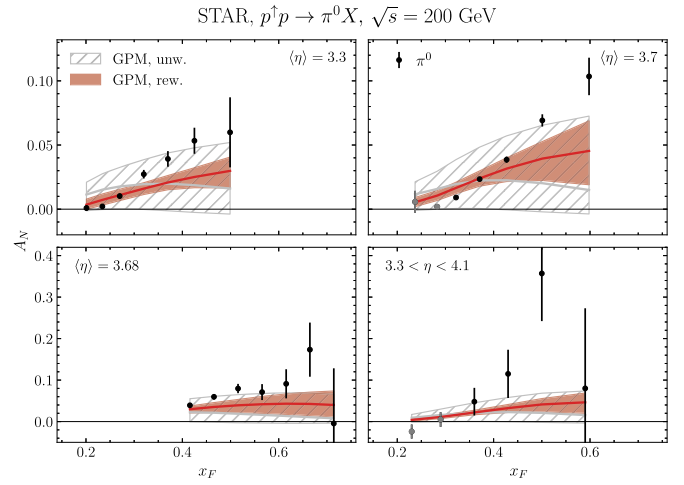 STAR, p↑p → π⁰X, √s = 200 GeV
GPM, unw.
GPM, rew.
⟨η⟩ = 3.3
π⁰
⟨η⟩ = 3.7
0.10
0.05
0.00
A_N
⟨η⟩ = 3.68
3.3 < η < 4.1
0.4
0.3
0.2
0.1
0.0
0.2 0.4 0.6
0.2 0.4 0.6
x_F
x_F